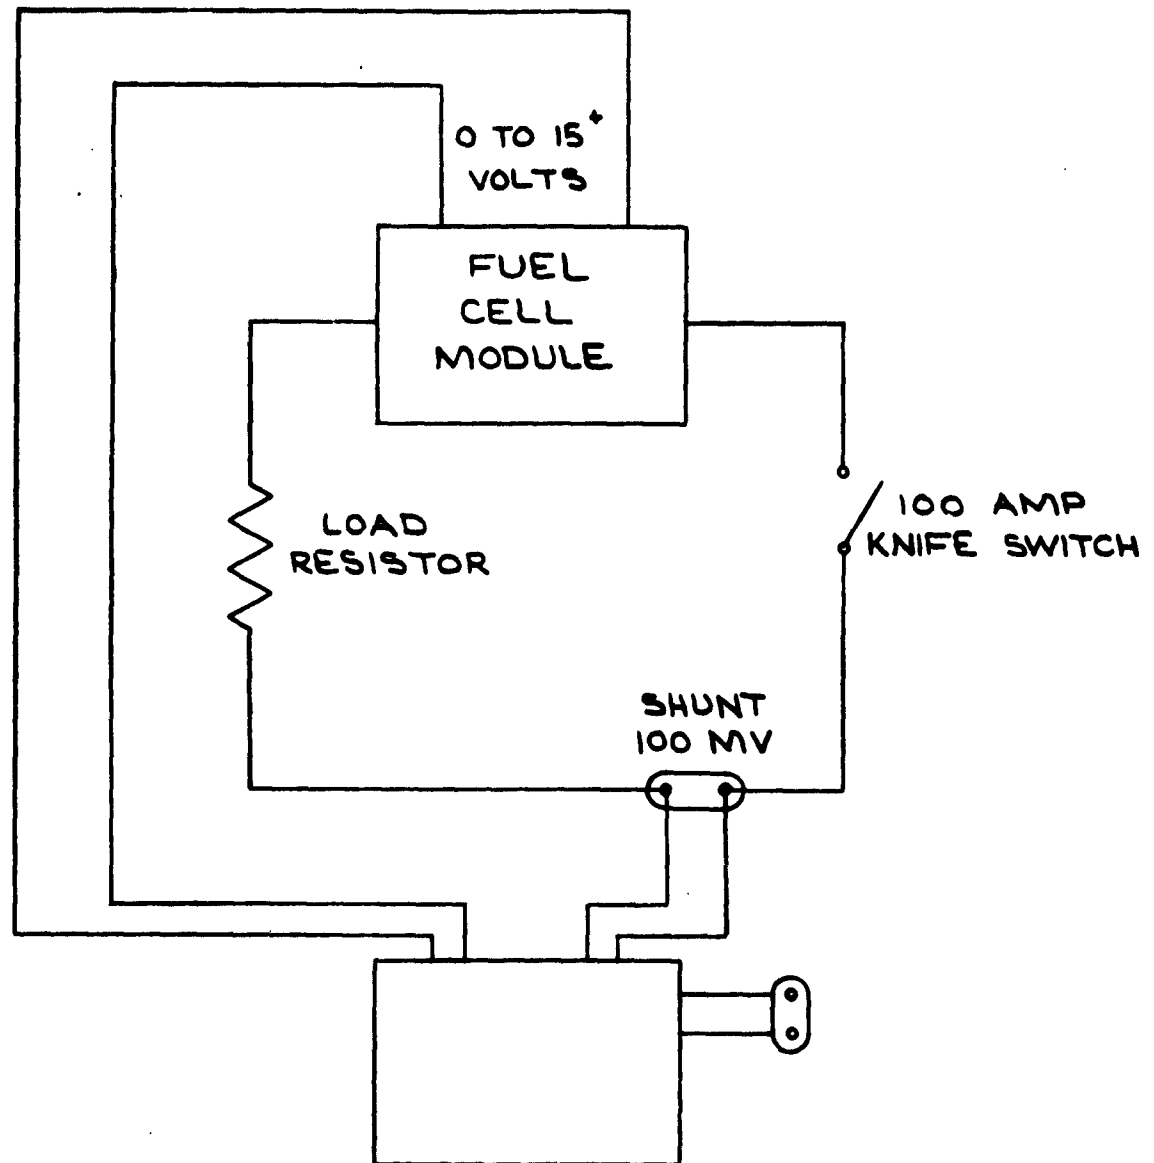 0 TO 15+
VOLTS
FUEL
CELL
MODULE
LOAD
RESISTOR
100 AMP
KNIFE SWITCH
SHUNT
100 MV